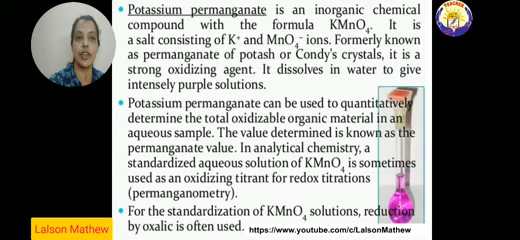 Potassium permanganate is an inorganic chemical
compound with the formula KMnO₄. It is
a salt consisting of K⁺ and MnO₄⁻ ions. Formerly known
as permanganate of potash or Condy's crystals, it is a
strong oxidizing agent. It dissolves in water to give
intensely purple solutions.
Potassium permanganate can be used to quantitatively
determine the total oxidizable organic material in an
aqueous sample. The value determined is known as the
permanganate value. In analytical chemistry, a
standardized aqueous solution of KMnO₄ is sometimes
used as an oxidizing titrant for redox titrations
(permanganometry).
For the standardization of KMnO₄ solutions, reduction
by oxalic is often used.
https://www.youtube.com/c/LalsonMathew
Lalson Mathew